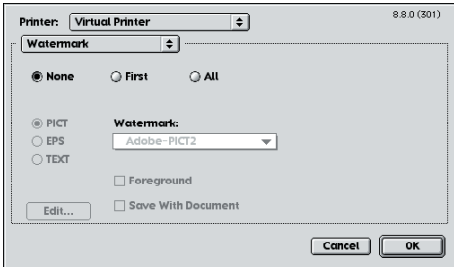 Printer: Virtual Printer 8.8.0 (301)
Watermark
None First All
PICT Watermark:
EPS Adobe-PICT2
TEXT
Foreground
Edit... Save With Document
Cancel OK